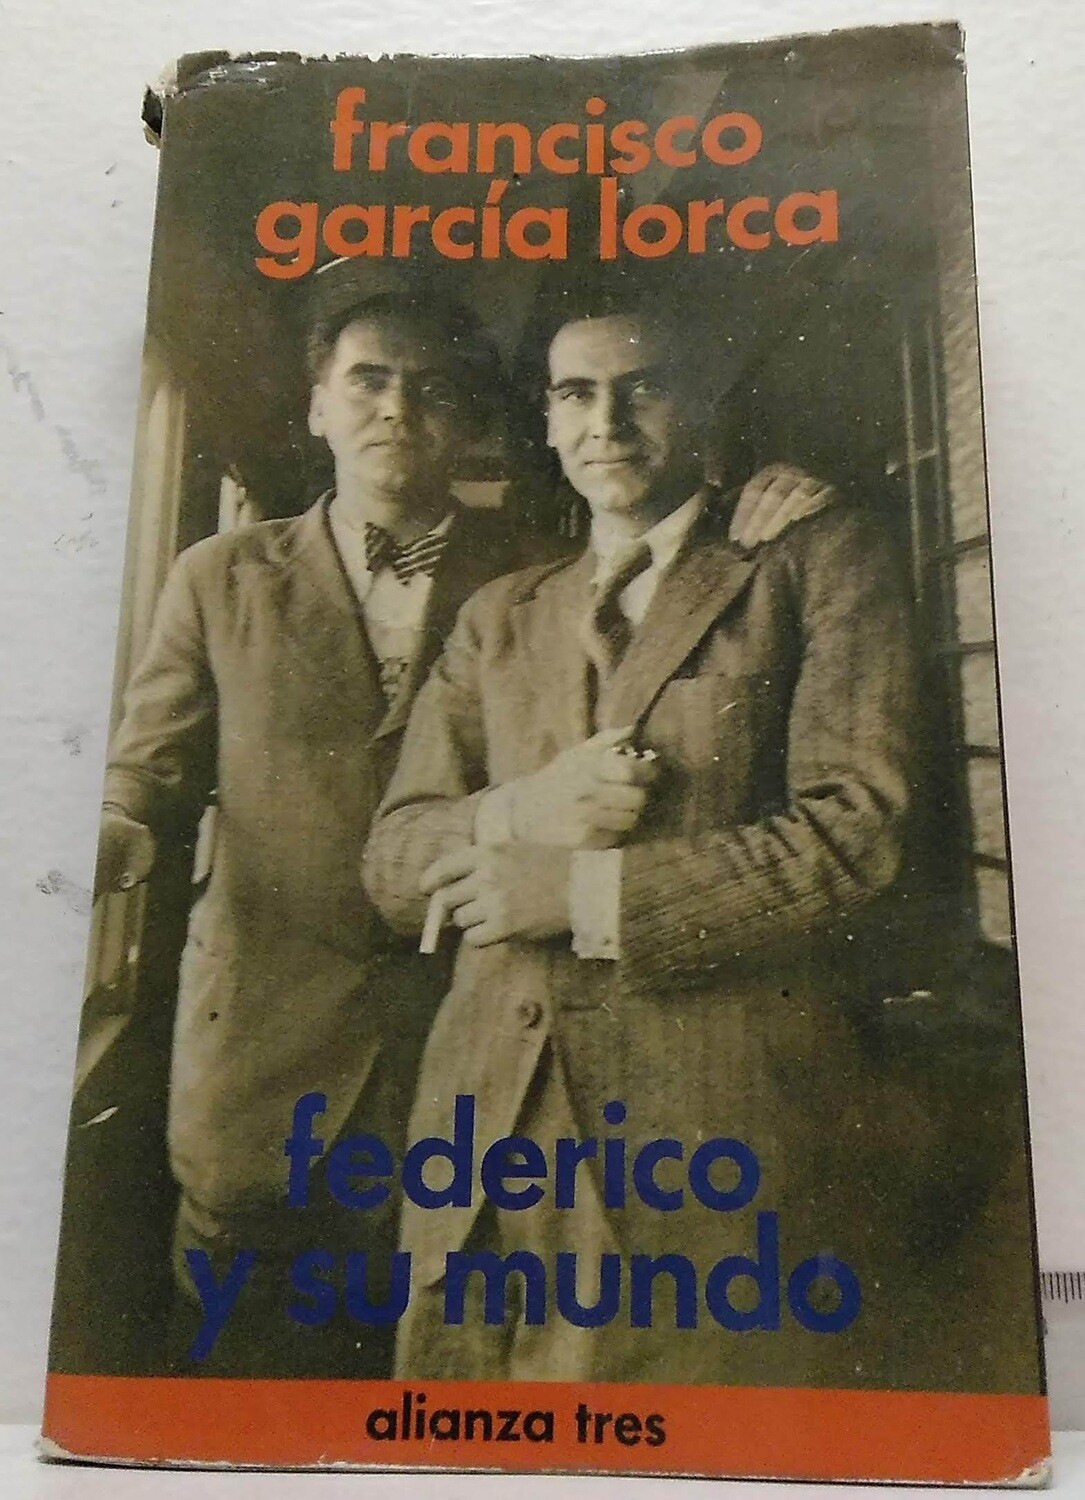 francisco
garcía lorca
federico
y su mundo
alianza tres